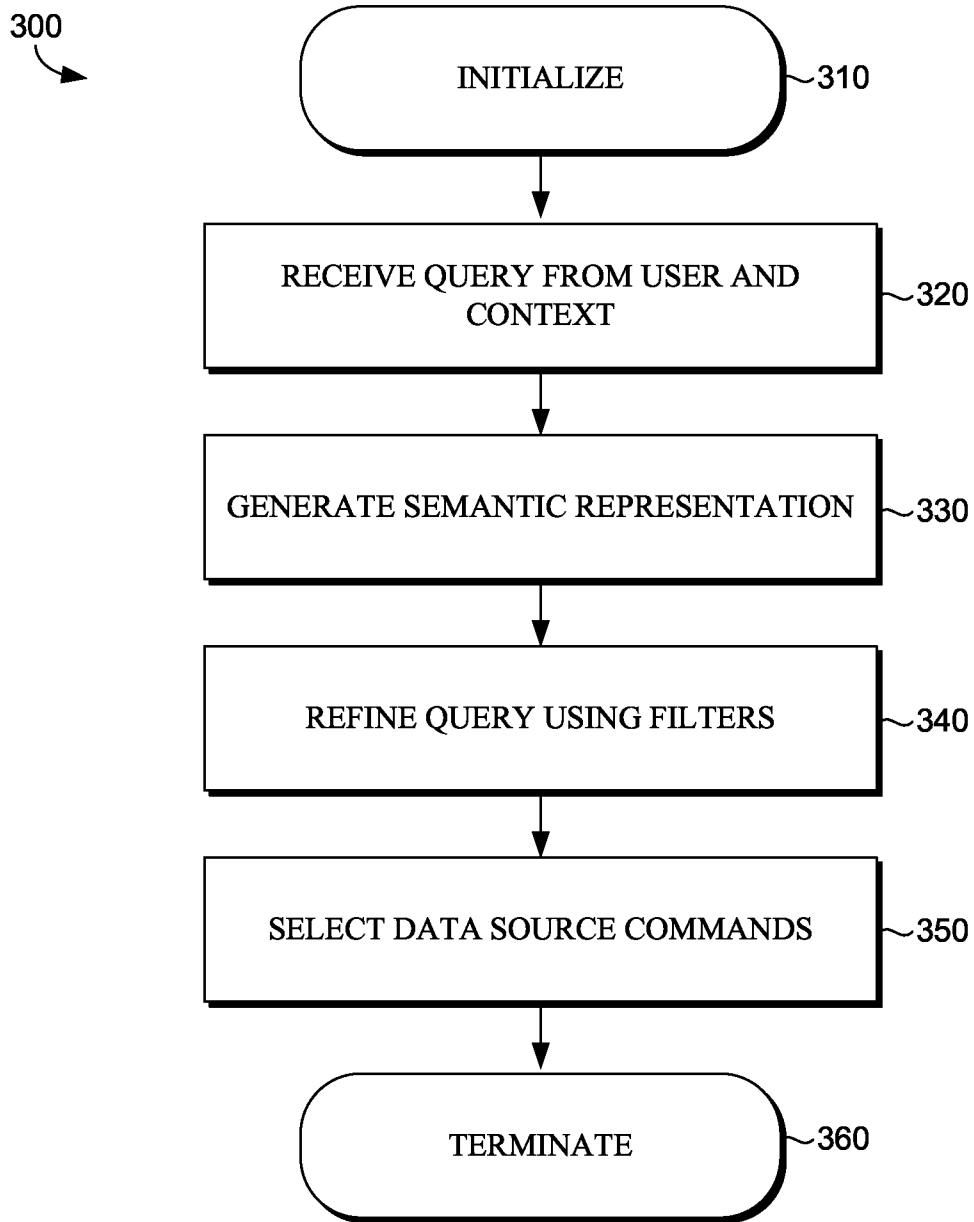 300
INITIALIZE
310
RECEIVE QUERY FROM USER AND
CONTEXT
320
GENERATE SEMANTIC REPRESENTATION
330
REFINE QUERY USING FILTERS
340
SELECT DATA SOURCE COMMANDS
350
TERMINATE
360